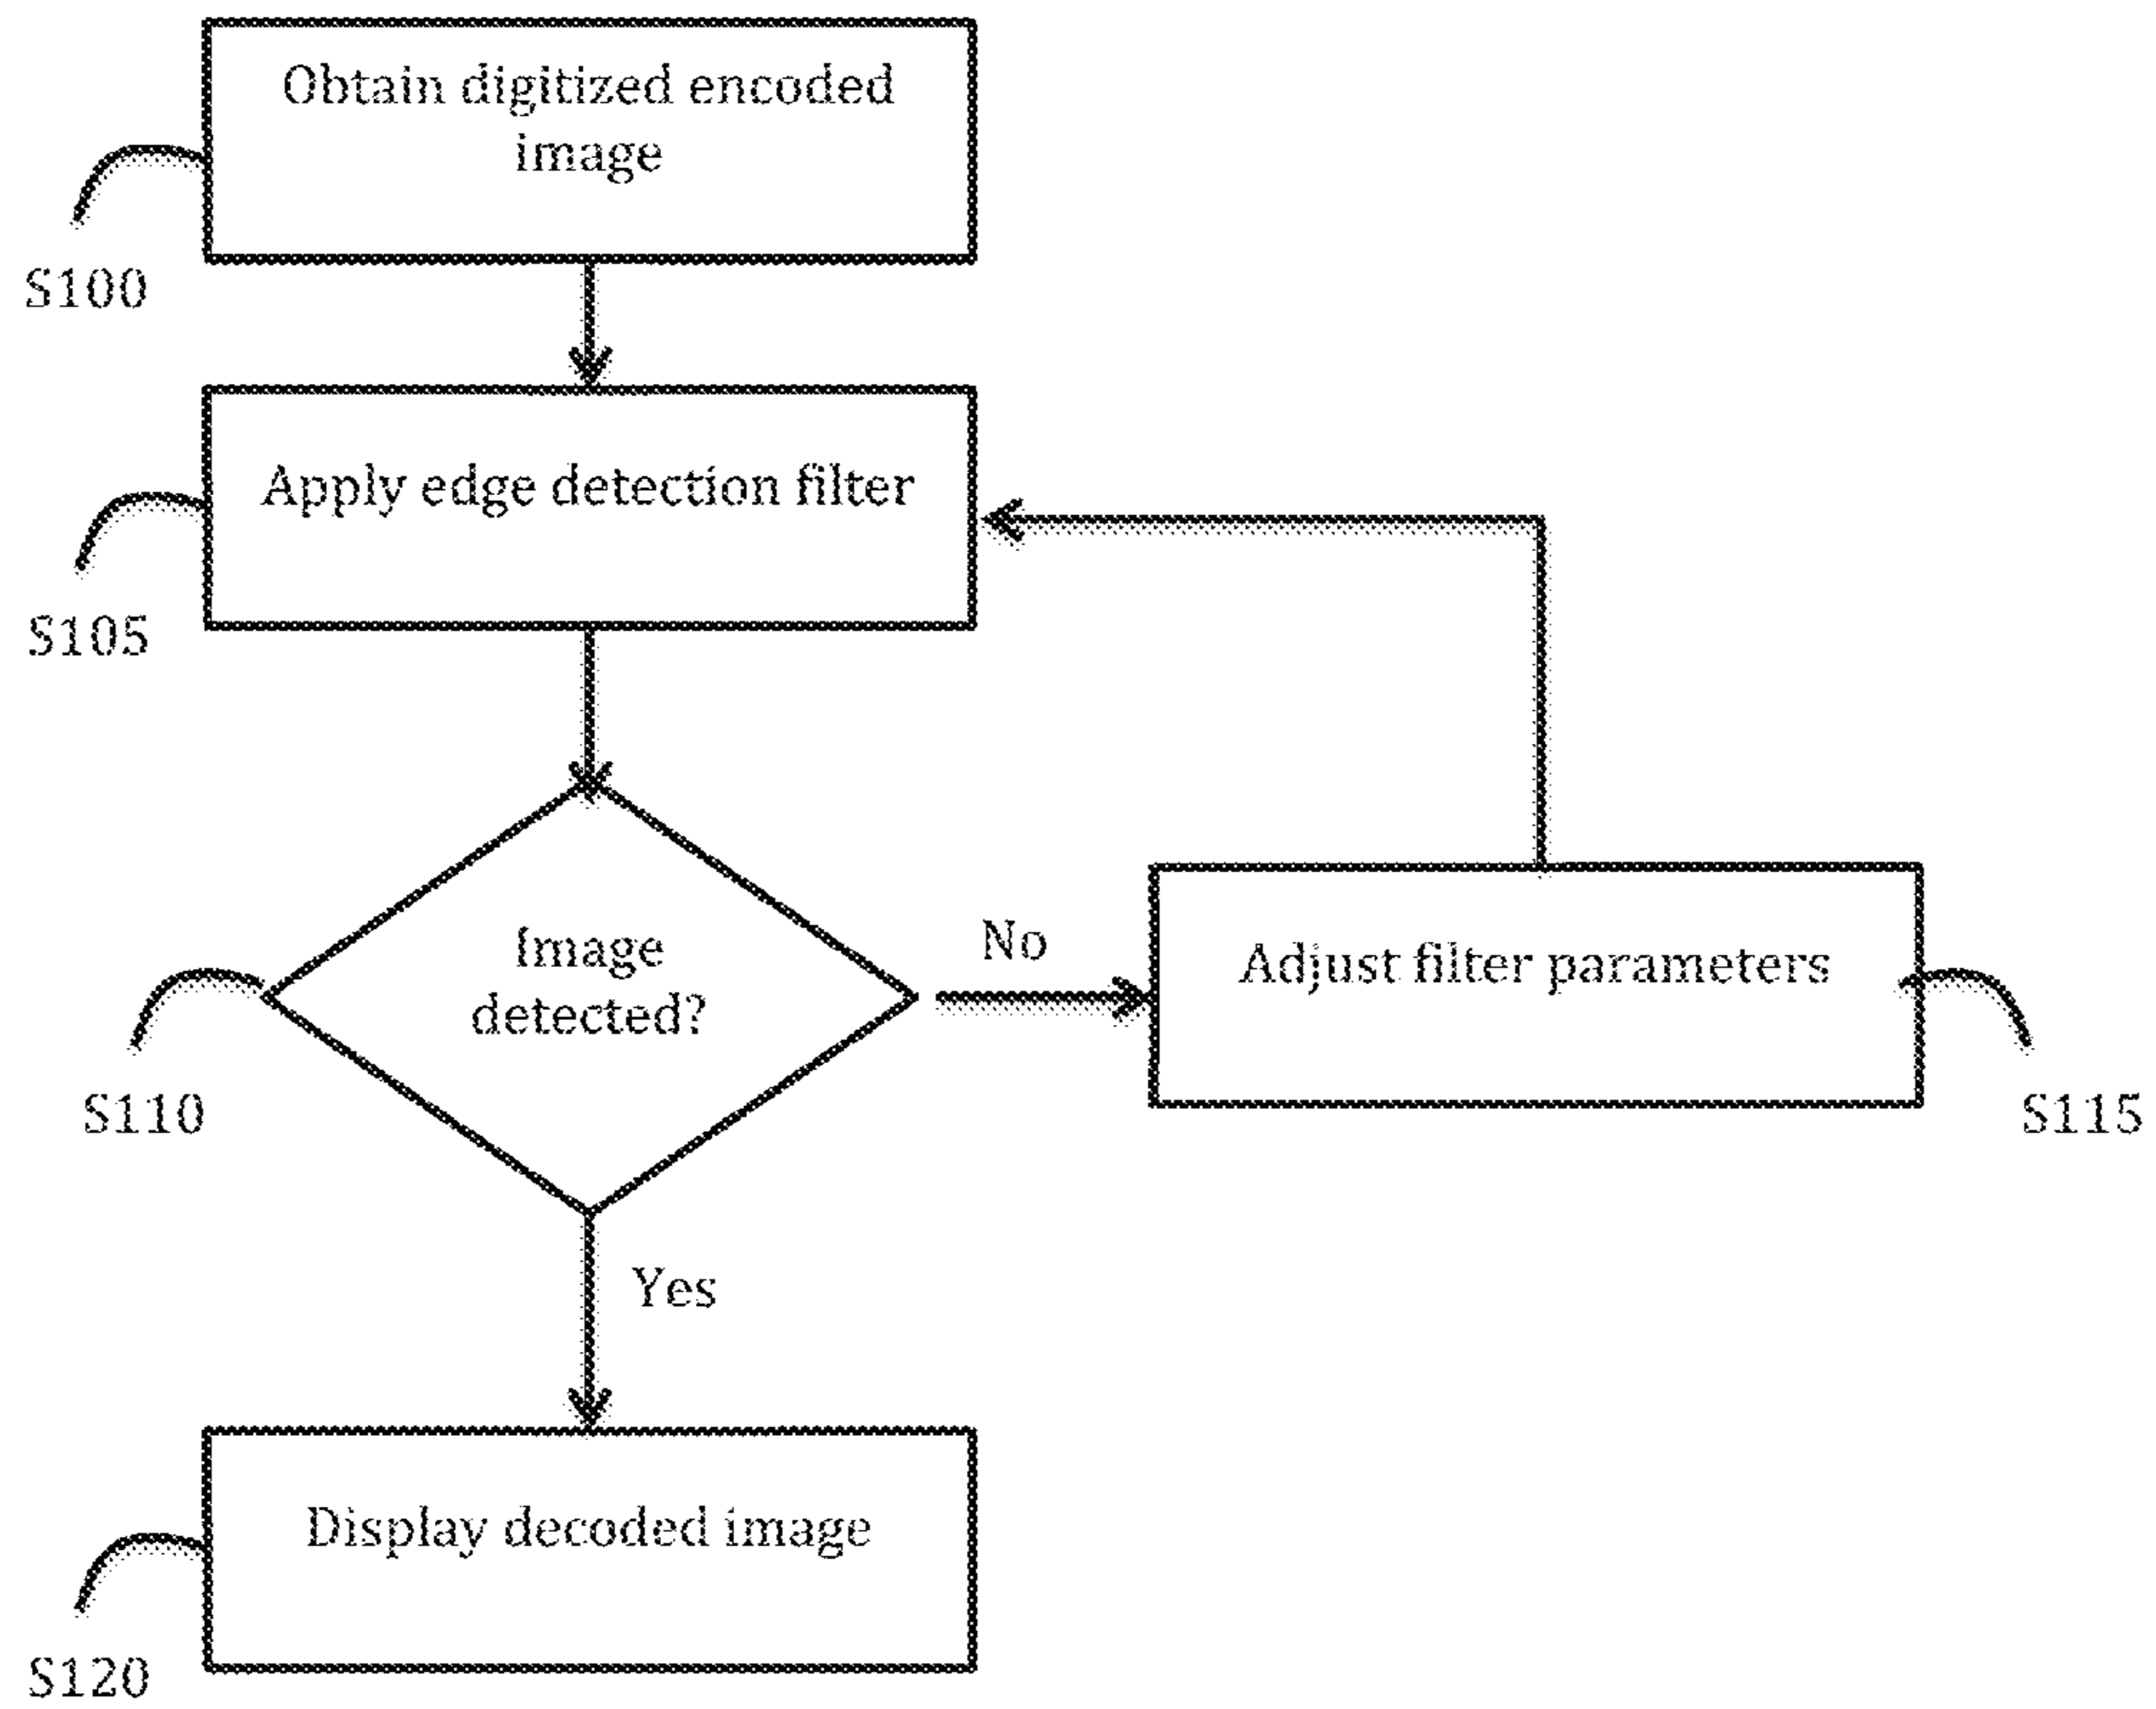 Obtain digitized encoded
image
S100
Apply edge detection filter
S105
Image
detected?
S110
No
Adjust filter parameters
S115
Yes
Display decoded image
S120